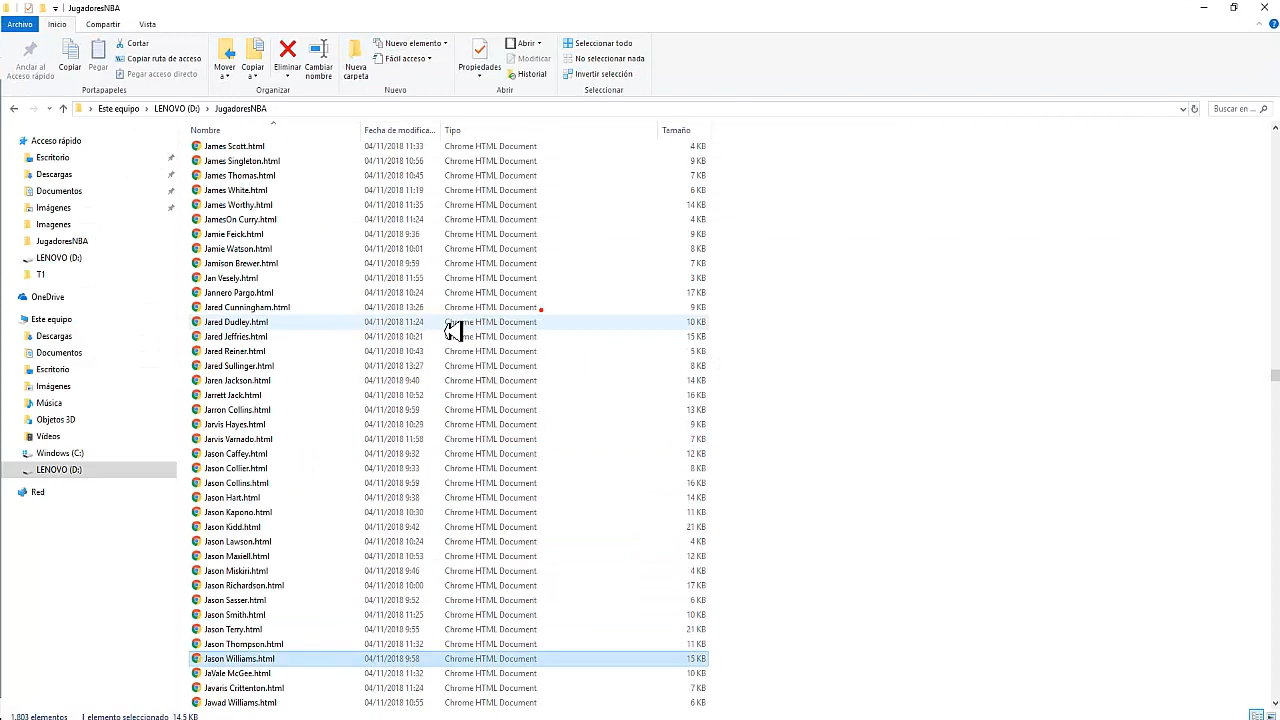 JugadoresNBA
Archivo Inicio Compartir Vista
Andar al Acceso rápido
Copiar
Pegar
Cortar
Copiar ruta de acceso
Pegar acceso directo
Portapapeles
Mover a
Copiar a
Eliminar
Cambiar nombre
Organizar
Nueva carpeta
Nuevo elemento
Fácil acceso
Nuevo
Propiedades
Abrir
Modificar
Historial
Abrir
Seleccionar todo
No seleccionar nada
Invertir selección
Seleccionar
Este equipo > LENOVO (D:) > JugadoresNBA
Buscar en ...
Acceso rápido
Escritorio
Descargas
Documentos
Imágenes
Imagenes
JugadoresNBA
LENOVO (D:)
T1
OneDrive
Este equipo
Descargas
Documentos
Escritorio
Imágenes
Música
Objetos 3D
Vídeos
Windows (C:)
LENOVO (D:)
Red
Nombre Fecha de modifica... Tipo Tamaño
James Scott.html 04/11/2018 11:33 Chrome HTML Document 4 KB
James Singleton.html 04/11/2018 10:56 Chrome HTML Document 9 KB
James Thomas.html 04/11/2018 10:45 Chrome HTML Document 7 KB
James White.html 04/11/2018 11:19 Chrome HTML Document 6 KB
James Worthy.html 04/11/2018 11:35 Chrome HTML Document 14 KB
JamesOn Curry.html 04/11/2018 11:24 Chrome HTML Document 4 KB
Jamie Feick.html 04/11/2018 9:36 Chrome HTML Document 9 KB
Jamie Watson.html 04/11/2018 10:01 Chrome HTML Document 8 KB
Jamison Brewer.html 04/11/2018 9:59 Chrome HTML Document 7 KB
Jan Vesely.html 04/11/2018 11:55 Chrome HTML Document 3 KB
Jannero Pargo.html 04/11/2018 10:24 Chrome HTML Document 17 KB
Jared Cunningham.html 04/11/2018 13:26 Chrome HTML Document 9 KB
Jared Dudley.html 04/11/2018 11:24 Chrome HTML Document 10 KB
Jared Jeffries.html 04/11/2018 10:21 Chrome HTML Document 15 KB
Jared Reiner.html 04/11/2018 10:43 Chrome HTML Document 5 KB
Jared Sullinger.html 04/11/2018 13:27 Chrome HTML Document 8 KB
Jaren Jackson.html 04/11/2018 9:40 Chrome HTML Document 14 KB
Jarrett Jack.html 04/11/2018 10:52 Chrome HTML Document 16 KB
Jarron Collins.html 04/11/2018 9:59 Chrome HTML Document 13 KB
Jarvis Hayes.html 04/11/2018 10:29 Chrome HTML Document 9 KB
Jarvis Varnado.html 04/11/2018 11:58 Chrome HTML Document 7 KB
Jason Caffey.html 04/11/2018 9:32 Chrome HTML Document 12 KB
Jason Collier.html 04/11/2018 9:33 Chrome HTML Document 8 KB
Jason Collins.html 04/11/2018 9:59 Chrome HTML Document 16 KB
Jason Hart.html 04/11/2018 9:38 Chrome HTML Document 14 KB
Jason Kapono.html 04/11/2018 10:30 Chrome HTML Document 11 KB
Jason Kidd.html 04/11/2018 9:42 Chrome HTML Document 21 KB
Jason Lawson.html 04/11/2018 10:24 Chrome HTML Document 4 KB
Jason Maxiell.html 04/11/2018 10:53 Chrome HTML Document 12 KB
Jason Miskiri.html 04/11/2018 9:46 Chrome HTML Document 4 KB
Jason Richardson.html 04/11/2018 10:00 Chrome HTML Document 17 KB
Jason Sasser.html 04/11/2018 9:52 Chrome HTML Document 6 KB
Jason Smith.html 04/11/2018 11:25 Chrome HTML Document 10 KB
Jason Terry.html 04/11/2018 9:55 Chrome HTML Document 21 KB
Jason Thompson.html 04/11/2018 11:32 Chrome HTML Document 11 KB
Jason Williams.html 04/11/2018 9:58 Chrome HTML Document 15 KB
JaVale McGee.html 04/11/2018 11:32 Chrome HTML Document 10 KB
Javaris Crittenton.html 04/11/2018 11:24 Chrome HTML Document 7 KB
Jawad Williams.html 04/11/2018 10:55 Chrome HTML Document 6 KB
1.803 elementos 1 elemento seleccionado 14,5 KB